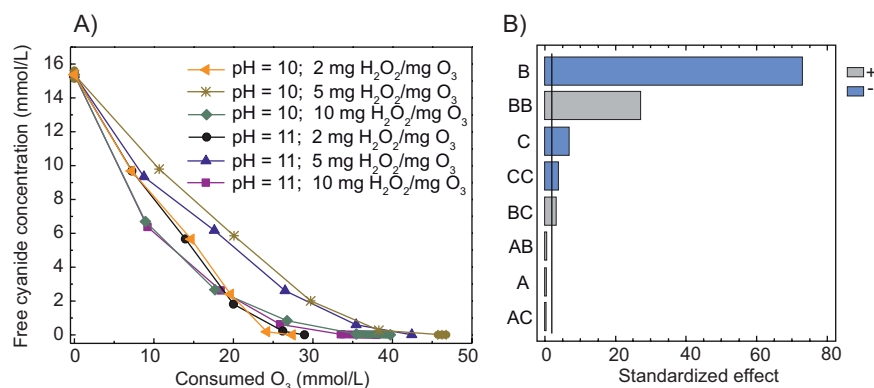 A)
Free cyanide concentration (mmol/L)
16
14
12
10
8
6
4
2
0
pH = 10; 2 mg H₂O₂/mg O₃
pH = 10; 5 mg H₂O₂/mg O₃
pH = 10; 10 mg H₂O₂/mg O₃
pH = 11; 2 mg H₂O₂/mg O₃
pH = 11; 5 mg H₂O₂/mg O₃
pH = 11; 10 mg H₂O₂/mg O₃
0 10 20 30 40 50
Consumed O₃ (mmol/L)
B)
B
BB
C
CC
BC
AB
A
AC
0 20 40 60 80
Standardized effect
+
-